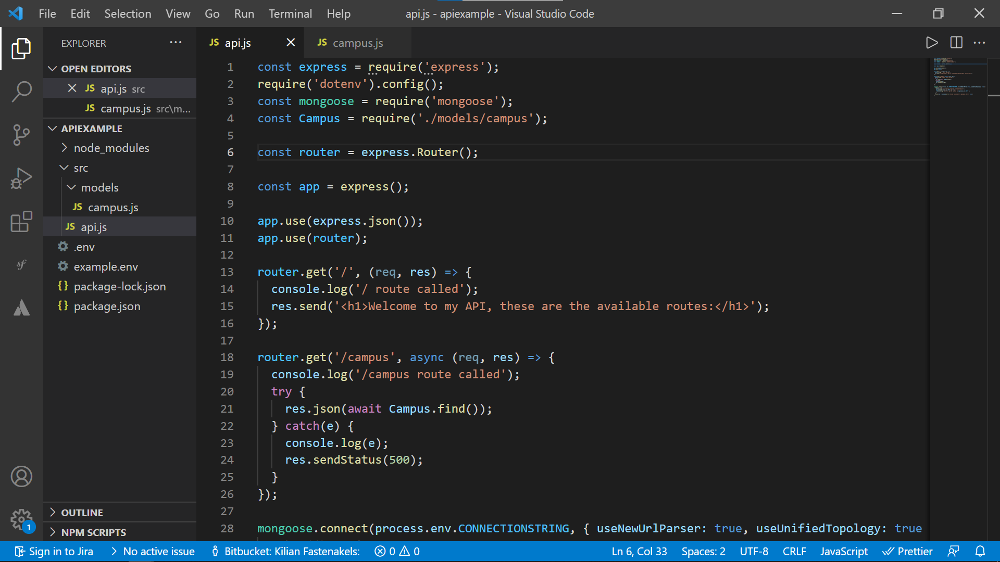 File Edit Selection View Go Run Terminal Help
api.js - apiexample - Visual Studio Code
EXPLORER
OPEN EDITORS
JS api.js src
JS campus.js src\m...
APIEXAMPLE
node_modules
src
models
JS campus.js
JS api.js
.env
example.env
{} package-lock.json
{} package.json
OUTLINE
NPM SCRIPTS
sf
1
JS api.js
JS campus.js
1 const express = require('express');
2 require('dotenv').config();
3 const mongoose = require('mongoose');
4 const Campus = require('./models/campus');
5
6 const router = express.Router();
7
8 const app = express();
9
10 app.use(express.json());
11 app.use(router);
12
13 router.get('/', (req, res) => {
14 console.log('/ route called');
15 res.send('<h1>Welcome to my API, these are the available routes:</h1>');
16 });
17
18 router.get('/campus', async (req, res) => {
19 console.log('/campus route called');
20 try {
21 res.json(await Campus.find());
22 } catch(e) {
23 console.log(e);
24 res.sendStatus(500);
25 }
26 });
27
28 mongoose.connect(process.env.CONNECTIONSTRING, { useNewUrlParser: true, useUnifiedTopology: true
Sign in to Jira No active issue Bitbucket: Kilian Fastenakels: 0 0 Ln 6, Col 33 Spaces: 2 UTF-8 CRLF JavaScript Prettier